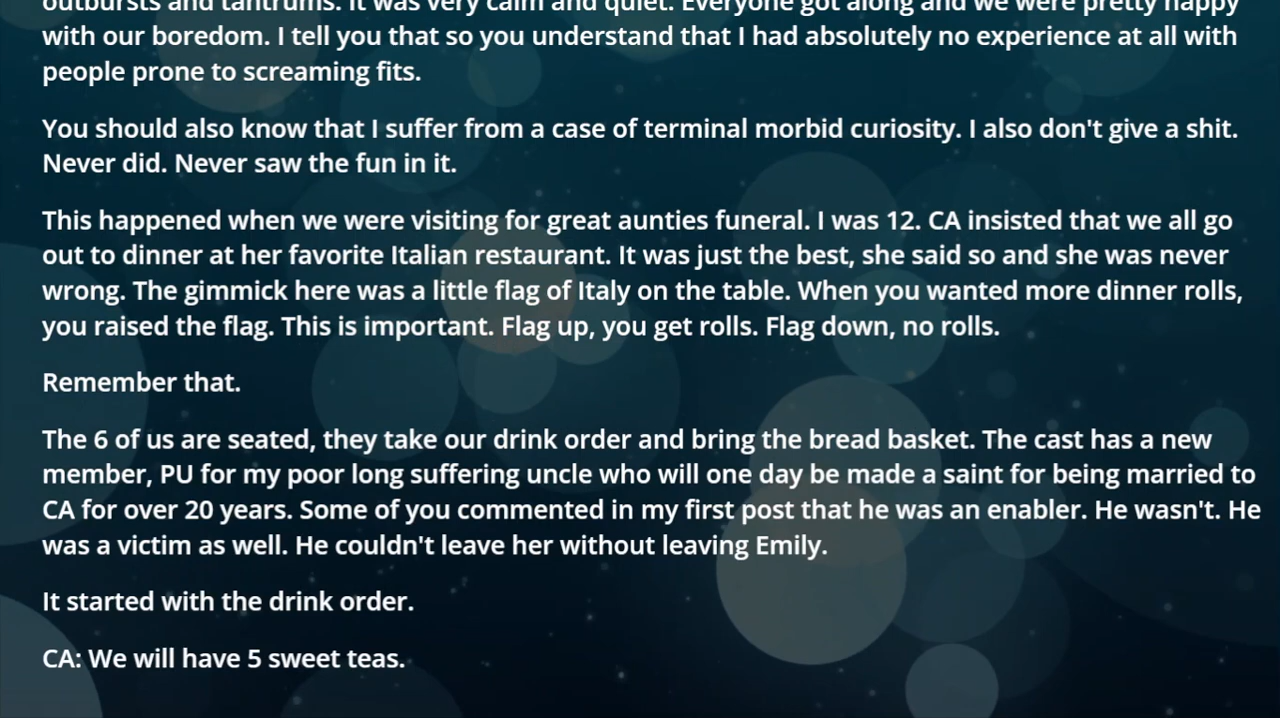 outbursts and tantrums. It was very calm and quiet. Everyone got along and we were pretty happy
with our boredom. I tell you that so you understand that I had absolutely no experience at all with
people prone to screaming fits.
You should also know that I suffer from a case of terminal morbid curiosity. I also don't give a shit.
Never did. Never saw the fun in it.
This happened when we were visiting for great aunties funeral. I was 12. CA insisted that we all go
out to dinner at her favorite Italian restaurant. It was just the best, she said so and she was never
wrong. The gimmick here was a little flag of Italy on the table. When you wanted more dinner rolls,
you raised the flag. This is important. Flag up, you get rolls. Flag down, no rolls.
Remember that.
The 6 of us are seated, they take our drink order and bring the bread basket. The cast has a new
member, PU for my poor long suffering uncle who will one day be made a saint for being married to
CA for over 20 years. Some of you commented in my first post that he was an enabler. He wasn't. He
was a victim as well. He couldn't leave her without leaving Emily.
It started with the drink order.
CA: We will have 5 sweet teas.